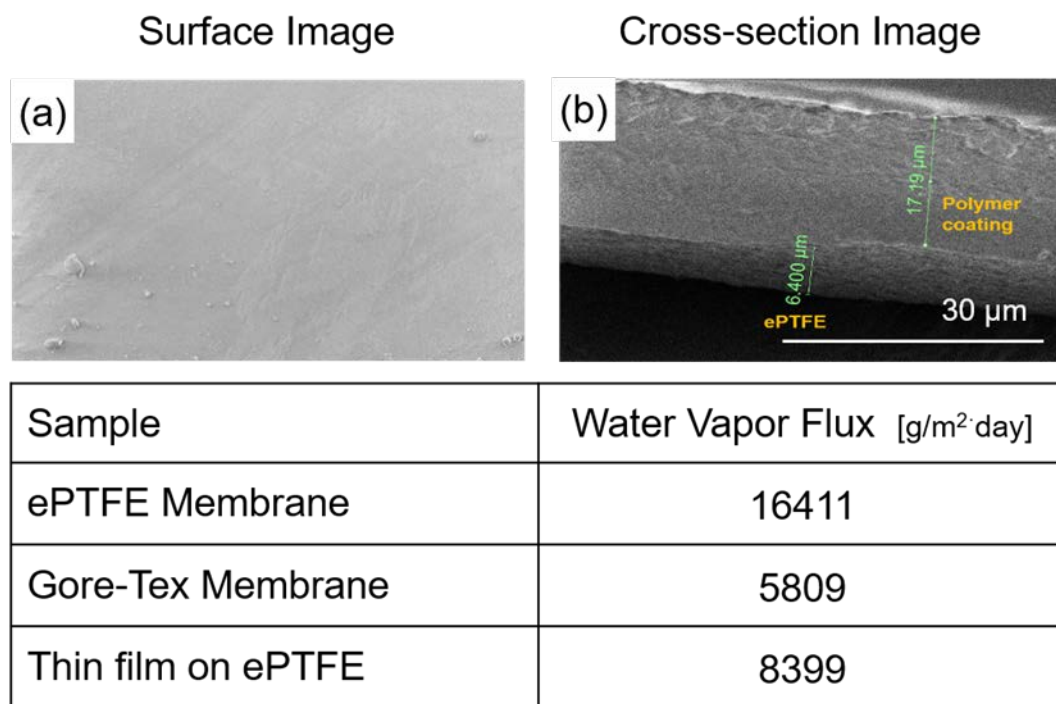 Surface Image
Cross-section Image
(a)
(b)
17.19 µm
Polymer
coating
6.400 µm
ePTFE
30 µm
Sample
Water Vapor Flux [g/m²·day]
ePTFE Membrane
16411
Gore-Tex Membrane
5809
Thin film on ePTFE
8399